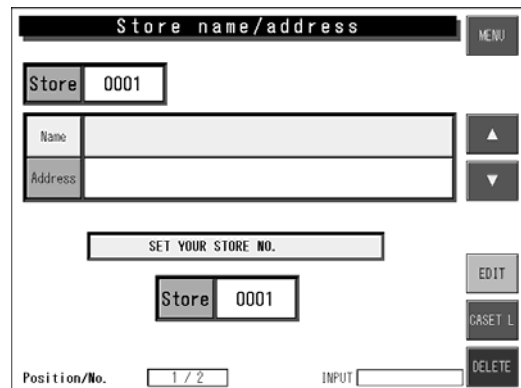 Store name/address
MENU
Store 0001
Name
▲
Address
▼
SET YOUR STORE NO.
EDIT
Store 0001
CASET L
DELETE
Position/No. 1 / 2 INPUT